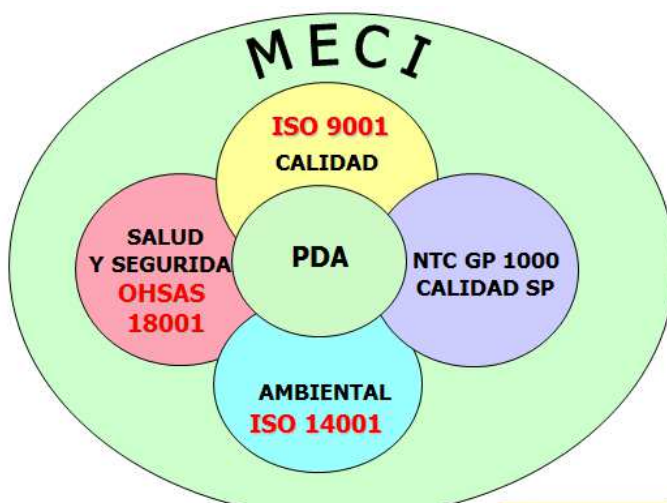 MECI
ISO 9001
CALIDAD
SALUD
Y SEGURIDA
OHSAS
18001
PDA
NTC GP 1000
CALIDAD SP
AMBIENTAL
ISO 14001